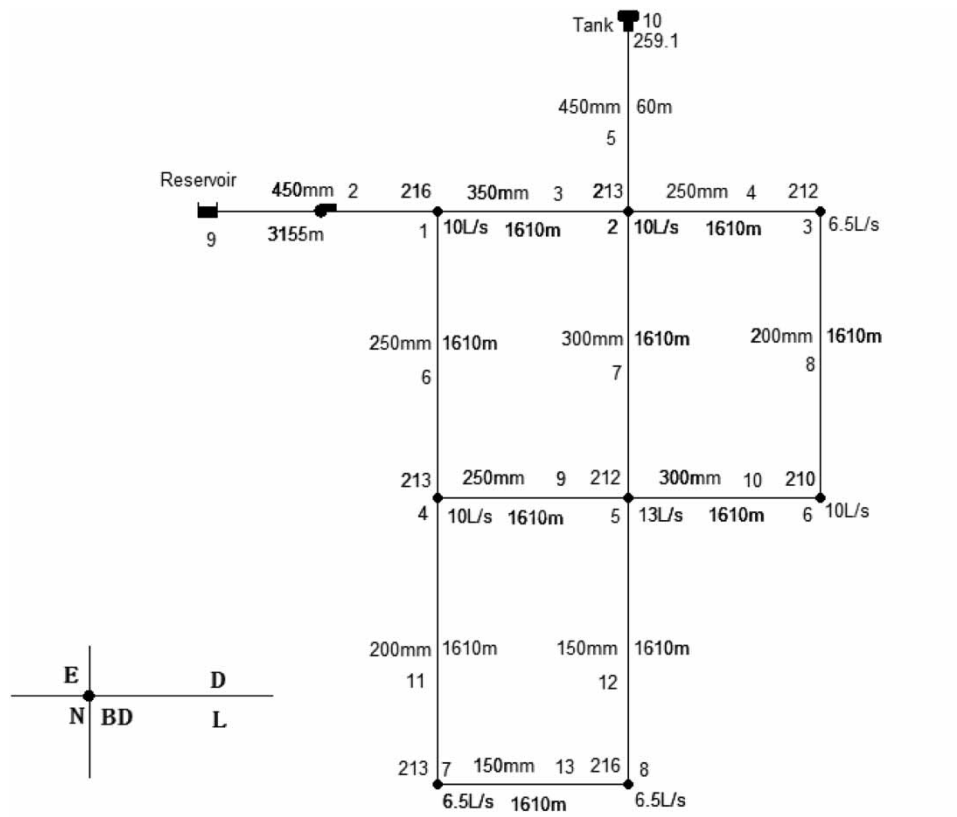 Tank 10
259.1
450mm 60m
5
Reservoir
450mm 2 216 350mm 3 213 250mm 4 212
9 3155m 1 10L/s 1610m 2 10L/s 1610m 3 6.5L/s
250mm 1610m 300mm 1610m 200mm 1610m
6 7 8
213 250mm 9 212 300mm 10 210
4 10L/s 1610m 5 13L/s 1610m 6 10L/s
200mm 1610m 150mm 1610m
11 12
E D
N BD L
213 7 150mm 13 216 8
6.5L/s 1610m 6.5L/s